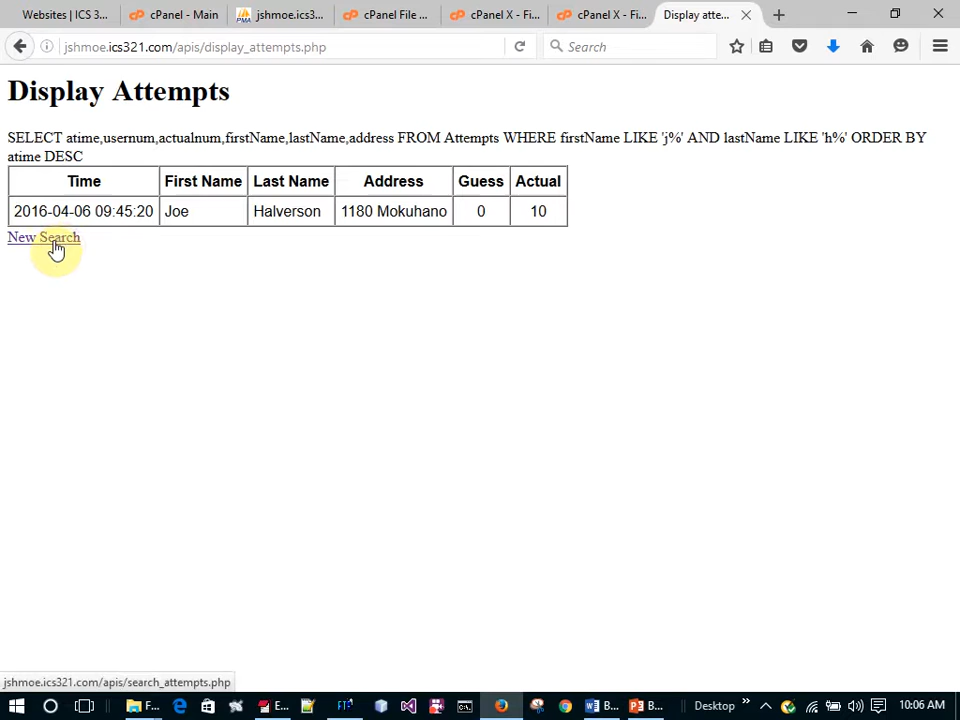 Websites | ICS 3...
cPanel - Main
jshmoe.ics3...
cPanel File ...
cPanel X - Fi...
cPanel X - Fi...
Display atte...
jshmoe.ics321.com/apis/display_attempts.php
Search
Display Attempts
SELECT atime,usernum,actualnum,firstName,lastName,address FROM Attempts WHERE firstName LIKE 'j%' AND lastName LIKE 'h%' ORDER BY
atime DESC
Time First Name Last Name Address Guess Actual
2016-04-06 09:45:20 Joe Halverson 1180 Mokuhano 0 10
New Search
jshmoe.ics321.com/apis/search_attempts.php
F...
E...
B...
B...
Desktop
10:06 AM